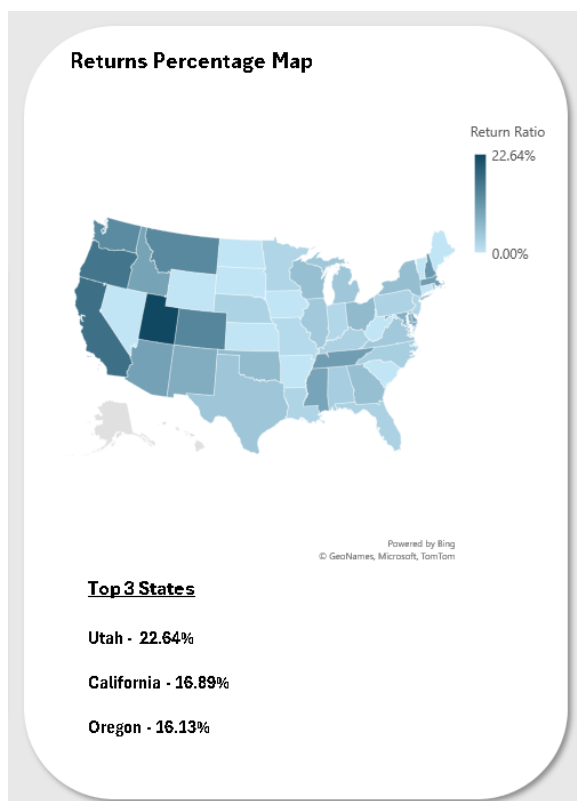 Returns Percentage Map
Return Ratio
22.64%
0.00%
Powered by Bing
© GeoNames, Microsoft, TomTom
Top 3 States
Utah - 22.64%
California - 16.89%
Oregon - 16.13%